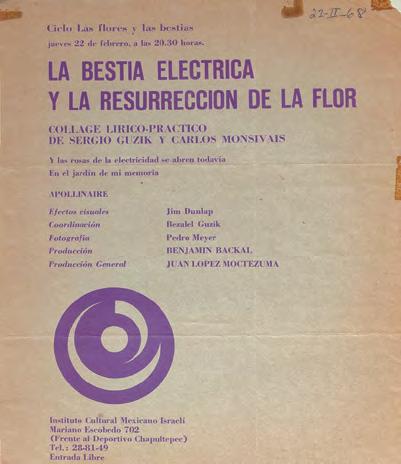 22-II-68
Ciclo Las flores y las bestias
jueves 22 de febrero, a las 20.30 horas.
LA BESTIA ELECTRICA
Y LA RESURRECCION DE LA FLOR
COLLAGE LIRICO-PRACTICO
DE SERGIO GUZIK Y CARLOS MONSIVAIS
Y las rosas de la electricidad se abren todavía
En el jardín de mi memoria
APOLLINAIRE
Efectos visuales Jim Dunlap
Coordinación Bezalel Guzik
Fotografía Pedro Meyer
Producción BENJAMIN BACKAL
Producción General JUAN LOPEZ MOCTEZUMA
Instituto Cultural Mexicano Israelí
Mariano Escobedo 702
(Frente al Deportivo Chapultepec)
Tel.: 28-81-49
Entrada Libre